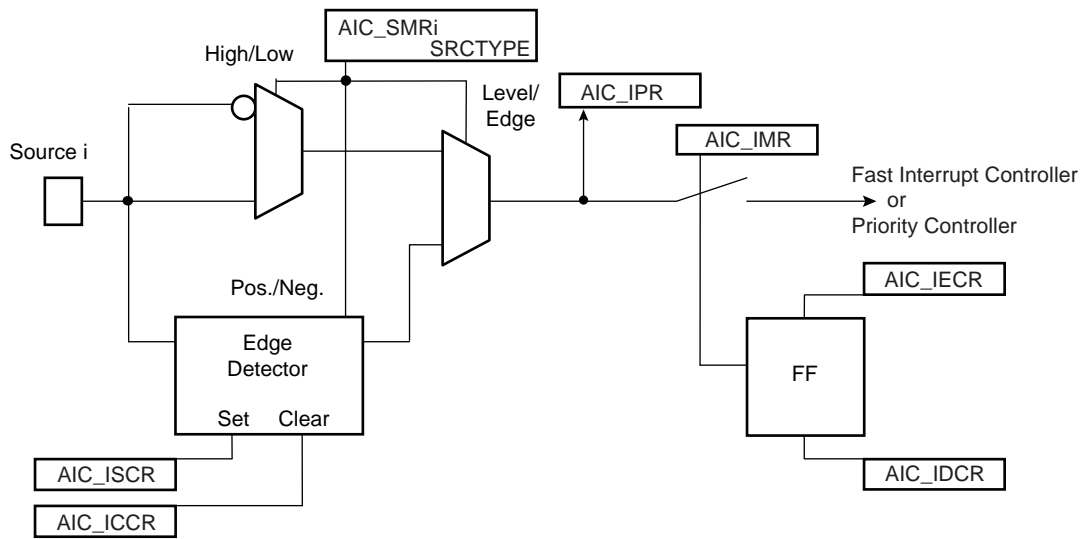 AIC_SMRi
SRCTYPE
High/Low
Level/
Edge
AIC_IPR
AIC_IMR
Source i
Fast Interrupt Controller
or
Priority Controller
Pos./Neg.
AIC_IECR
Edge
Detector
FF
Set Clear
AIC_ISCR
AIC_IDCR
AIC_ICCR